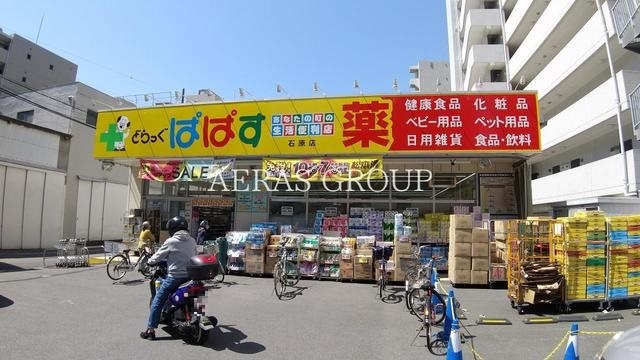 どらっぐ
ぱぱす
あなたの町の
生活便利店
石原店
薬
健康食品 化粧品
ベビー用品 ペット用品
日用雑貨 食品・飲料
SALE
AERAS GROUP